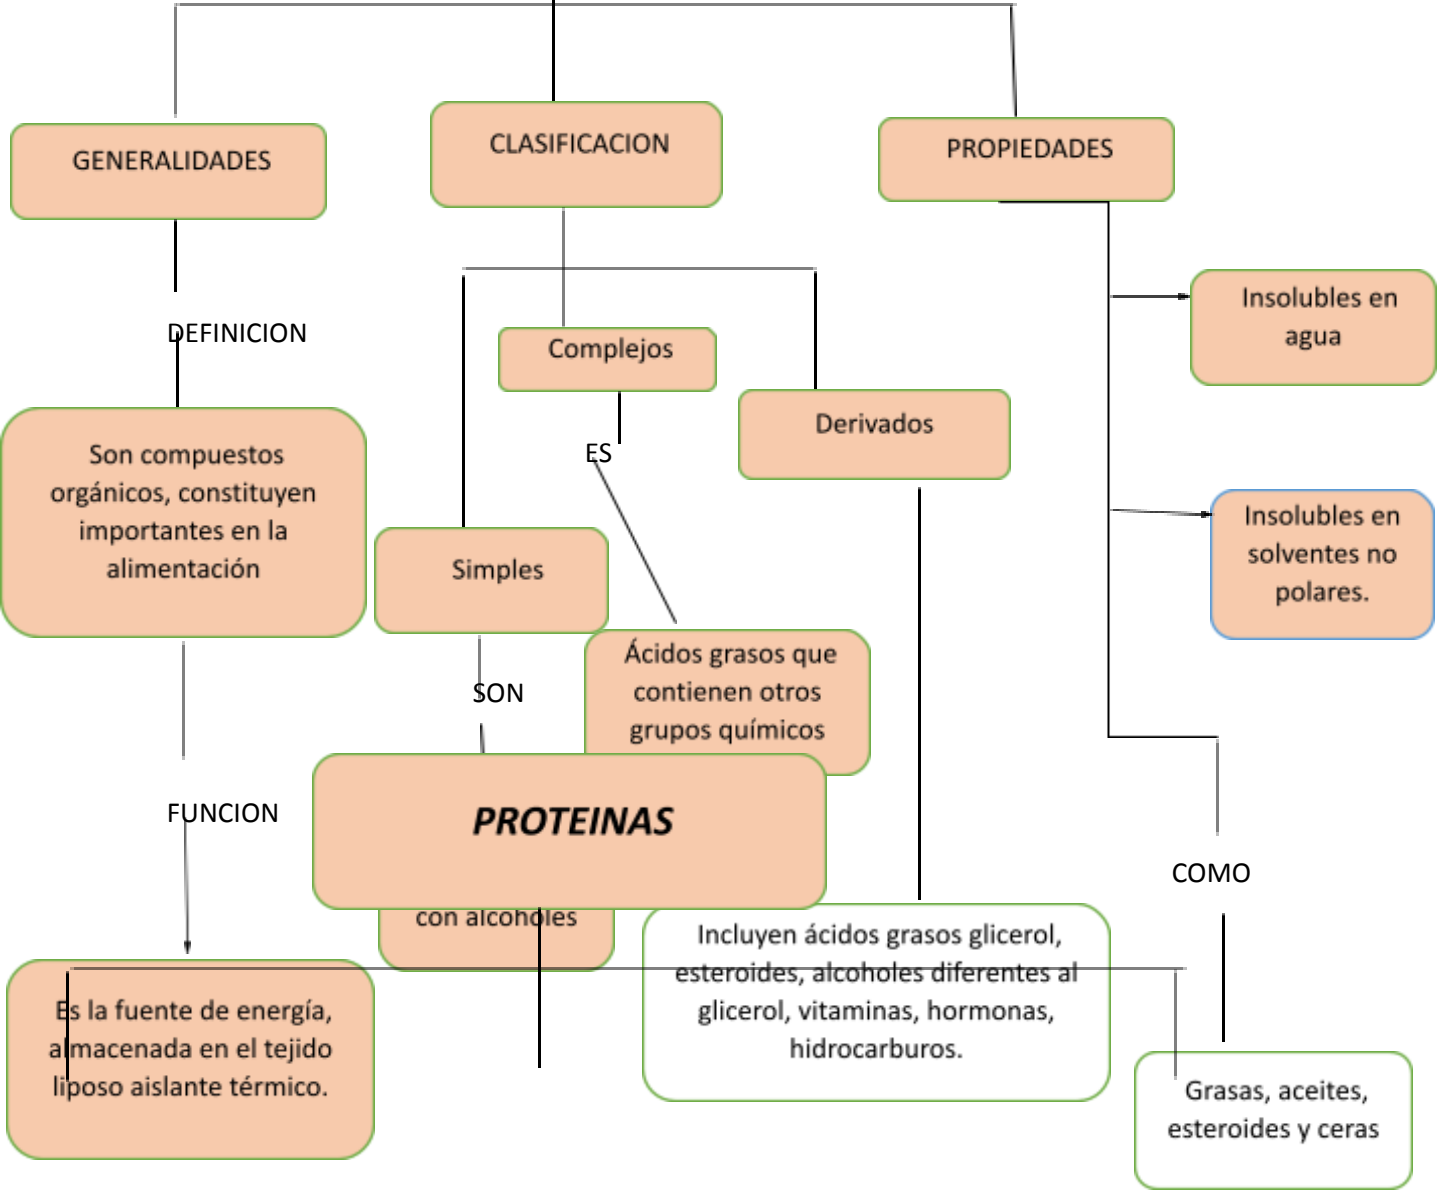 GENERALIDADES
CLASIFICACION
PROPIEDADES
DEFINICION
Son compuestos
orgánicos, constituyen
importantes en la
alimentación
FUNCION
Es la fuente de energía,
almacenada en el tejido
liposo aislante térmico.
Simples
SON
con alcoholes
Complejos
ES
Ácidos grasos que
contienen otros
grupos químicos
Derivados
Incluyen ácidos grasos glicerol,
esteroides, alcoholes diferentes al
glicerol, vitaminas, hormonas,
hidrocarburos.
Insolubles en
agua
Insolubles en
solventes no
polares.
COMO
Grasas, aceites,
esteroides y ceras
PROTEINAS